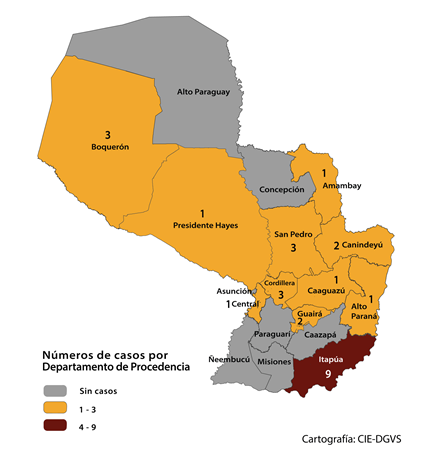 Alto Paraguay
3
Boquerón
Concepción
1
Amambay
1
Presidente Hayes
San Pedro
3
2
Canindeyú
Cordillera
3
1
Caaguazú
Asunción
1
Central
1
Alto
Paraná
Guairá
2
Paraguarí
Caazapá
Ñeembucú
Misiones
Itapúa
9
Números de casos por
Departamento de Procedencia
Sin casos
1 - 3
4 - 9
Cartografía: CIE-DGVS